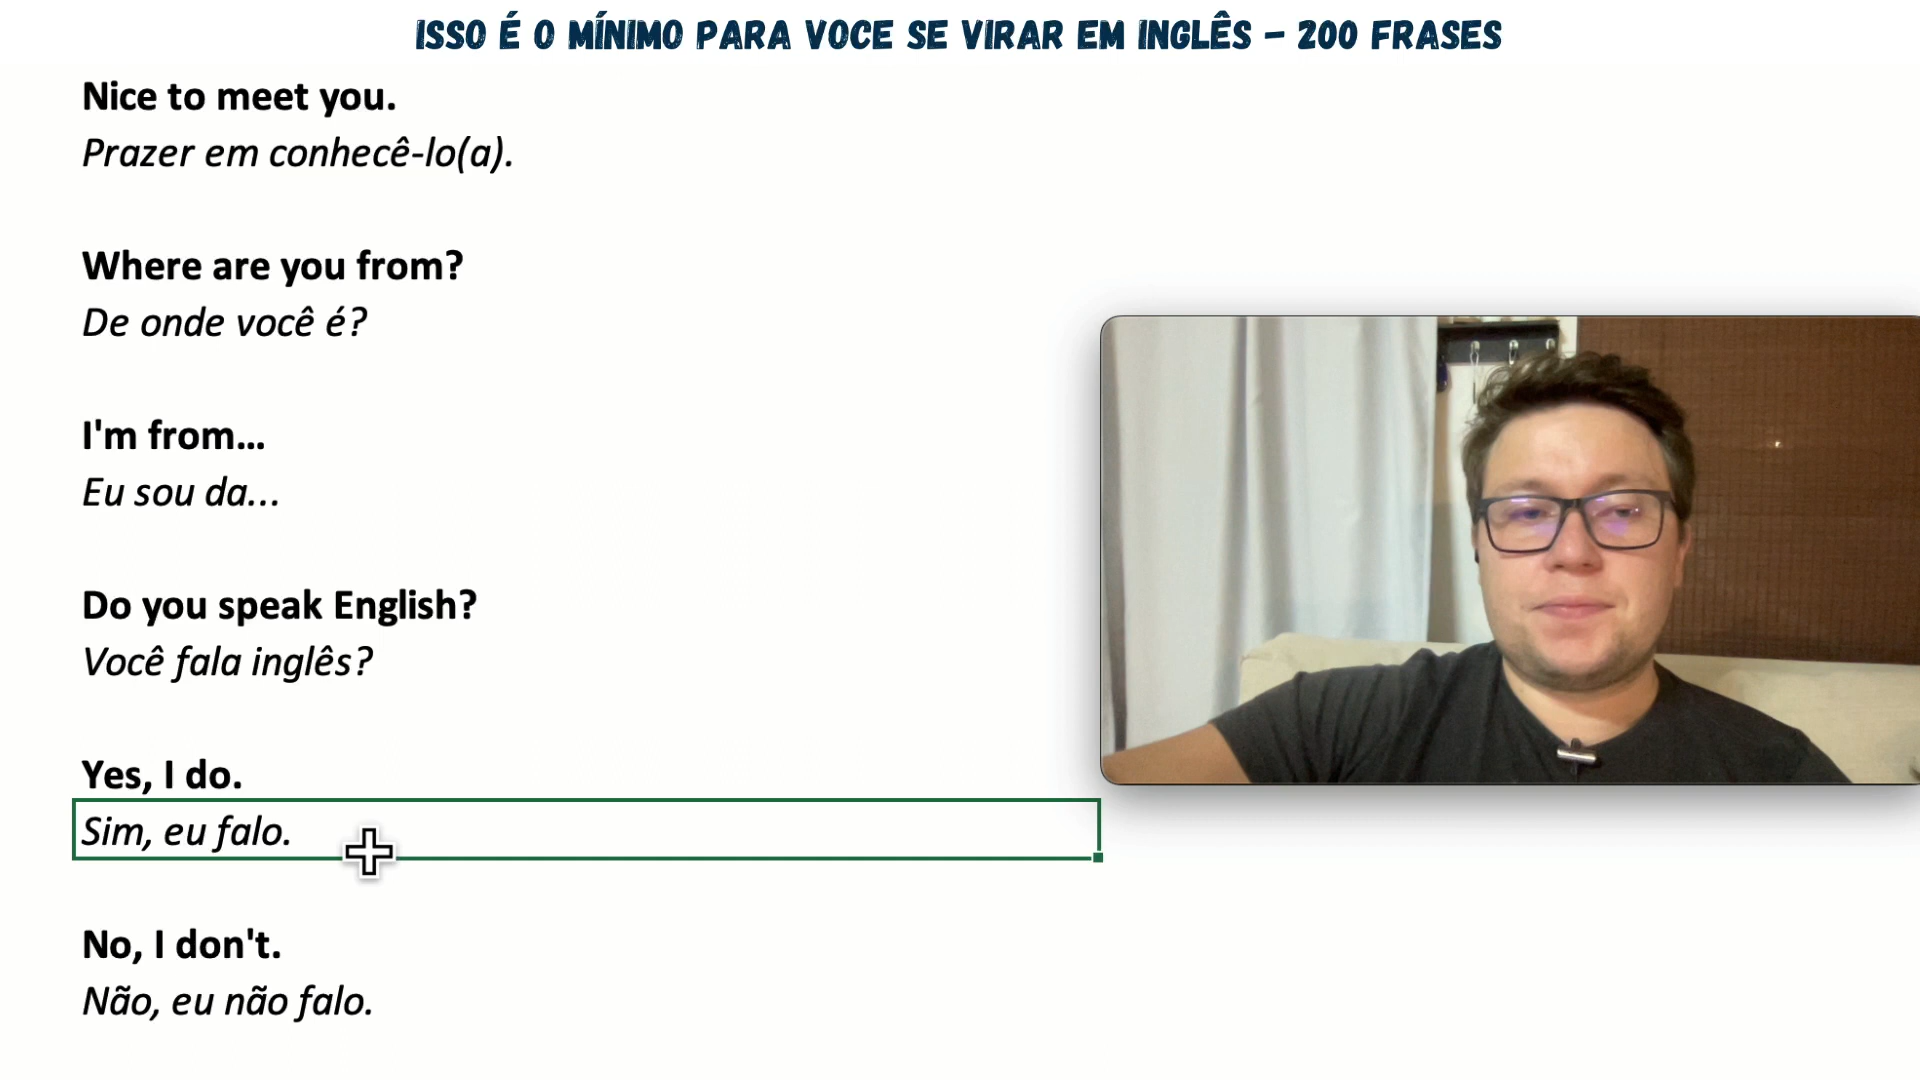 ISSO É O MÍNIMO PARA VOCE SE VIRAR EM INGLÊS – 200 FRASES
Nice to meet you.
Prazer em conhecê-lo(a).
Where are you from?
De onde você é?
I'm from...
Eu sou da...
Do you speak English?
Você fala inglês?
Yes, I do.
Sim, eu falo.
No, I don't.
Não, eu não falo.